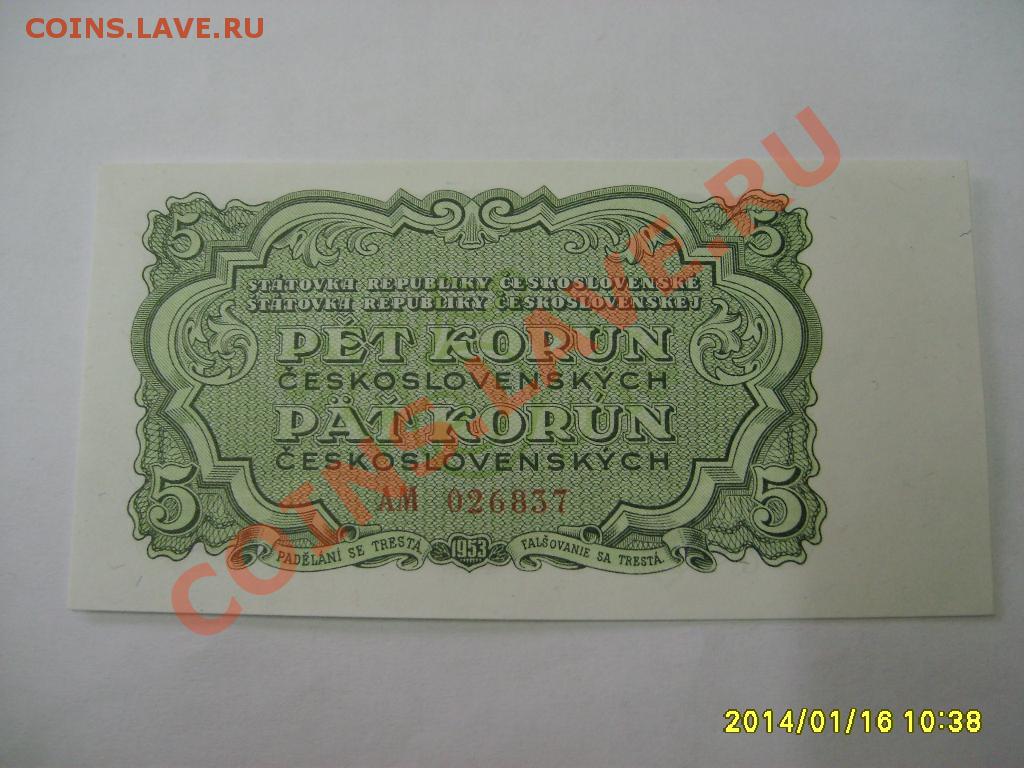 COINS.LAVE.RU
5 5
STÁTOVKA REPUBLIKY ČESKOSLOVENSKÉ
ŠTÁTOVKA REPUBLIKY ČESKOSLOVENSKEJ
PĚT KORUN
ČESKOSLOVENSKÝCH
PÄŤ KORÚN
ČESKOSLOVENSKÝCH
5 5
AM 026837
PADĚLÁNÍ SE TRESTÁ 1953 FALŠOVANIE SA TRESTÁ.
COINS.LAVE.RU
2014/01/16 10:38